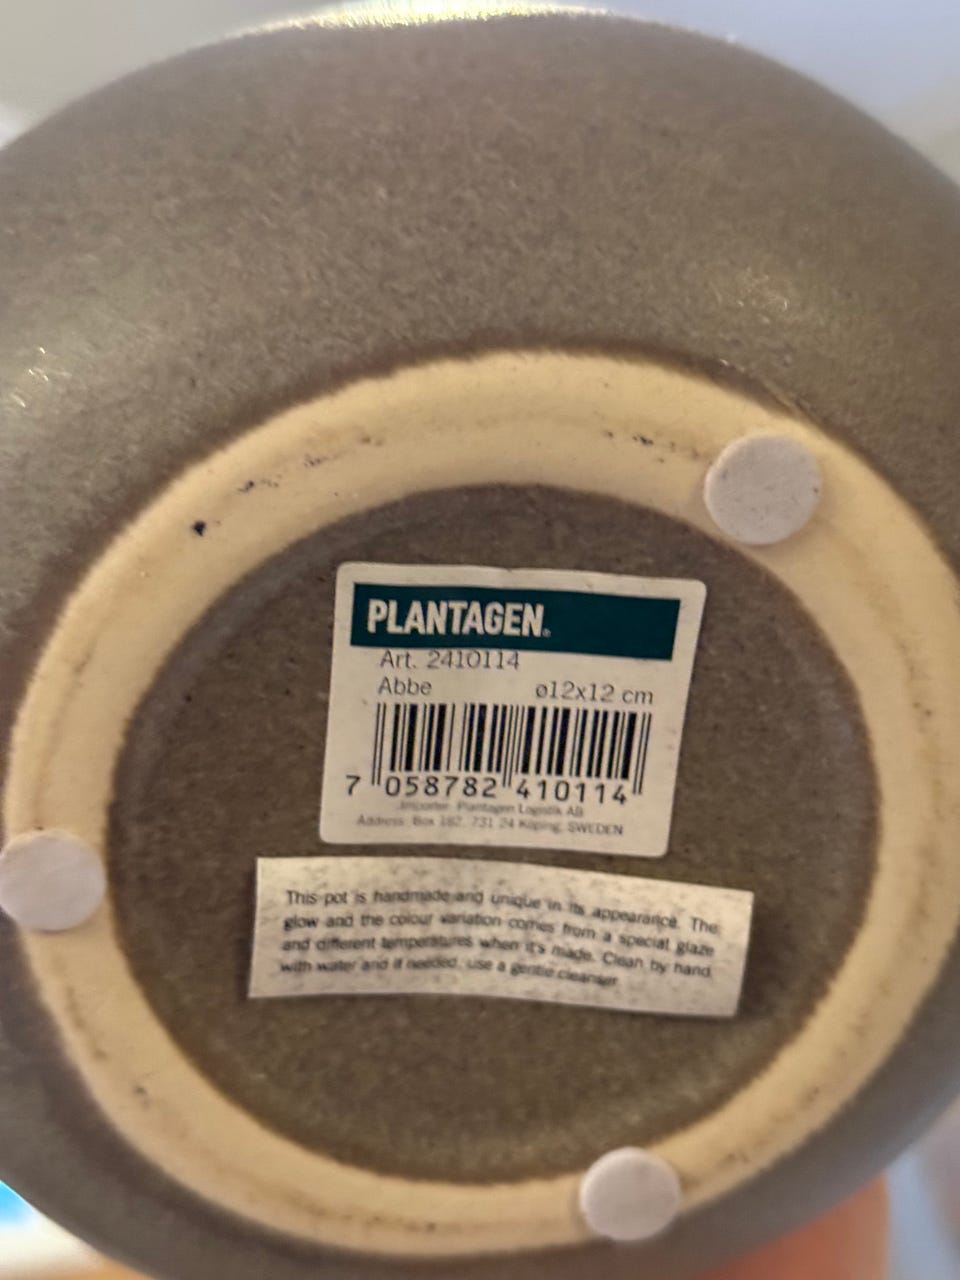 PLANTAGEN®
Art. 2410114
Abbe ø12x12 cm
7 058782 410114
Importer: Plantagen Logistik AB
Address: Box 182, 731 24 Köping, SWEDEN
This pot is handmade and unique in its appearance. The
glow and the colour variation comes from a special glaze
and different temperatures when it's made. Clean by hand
with water and if needed, use a gentle cleanser